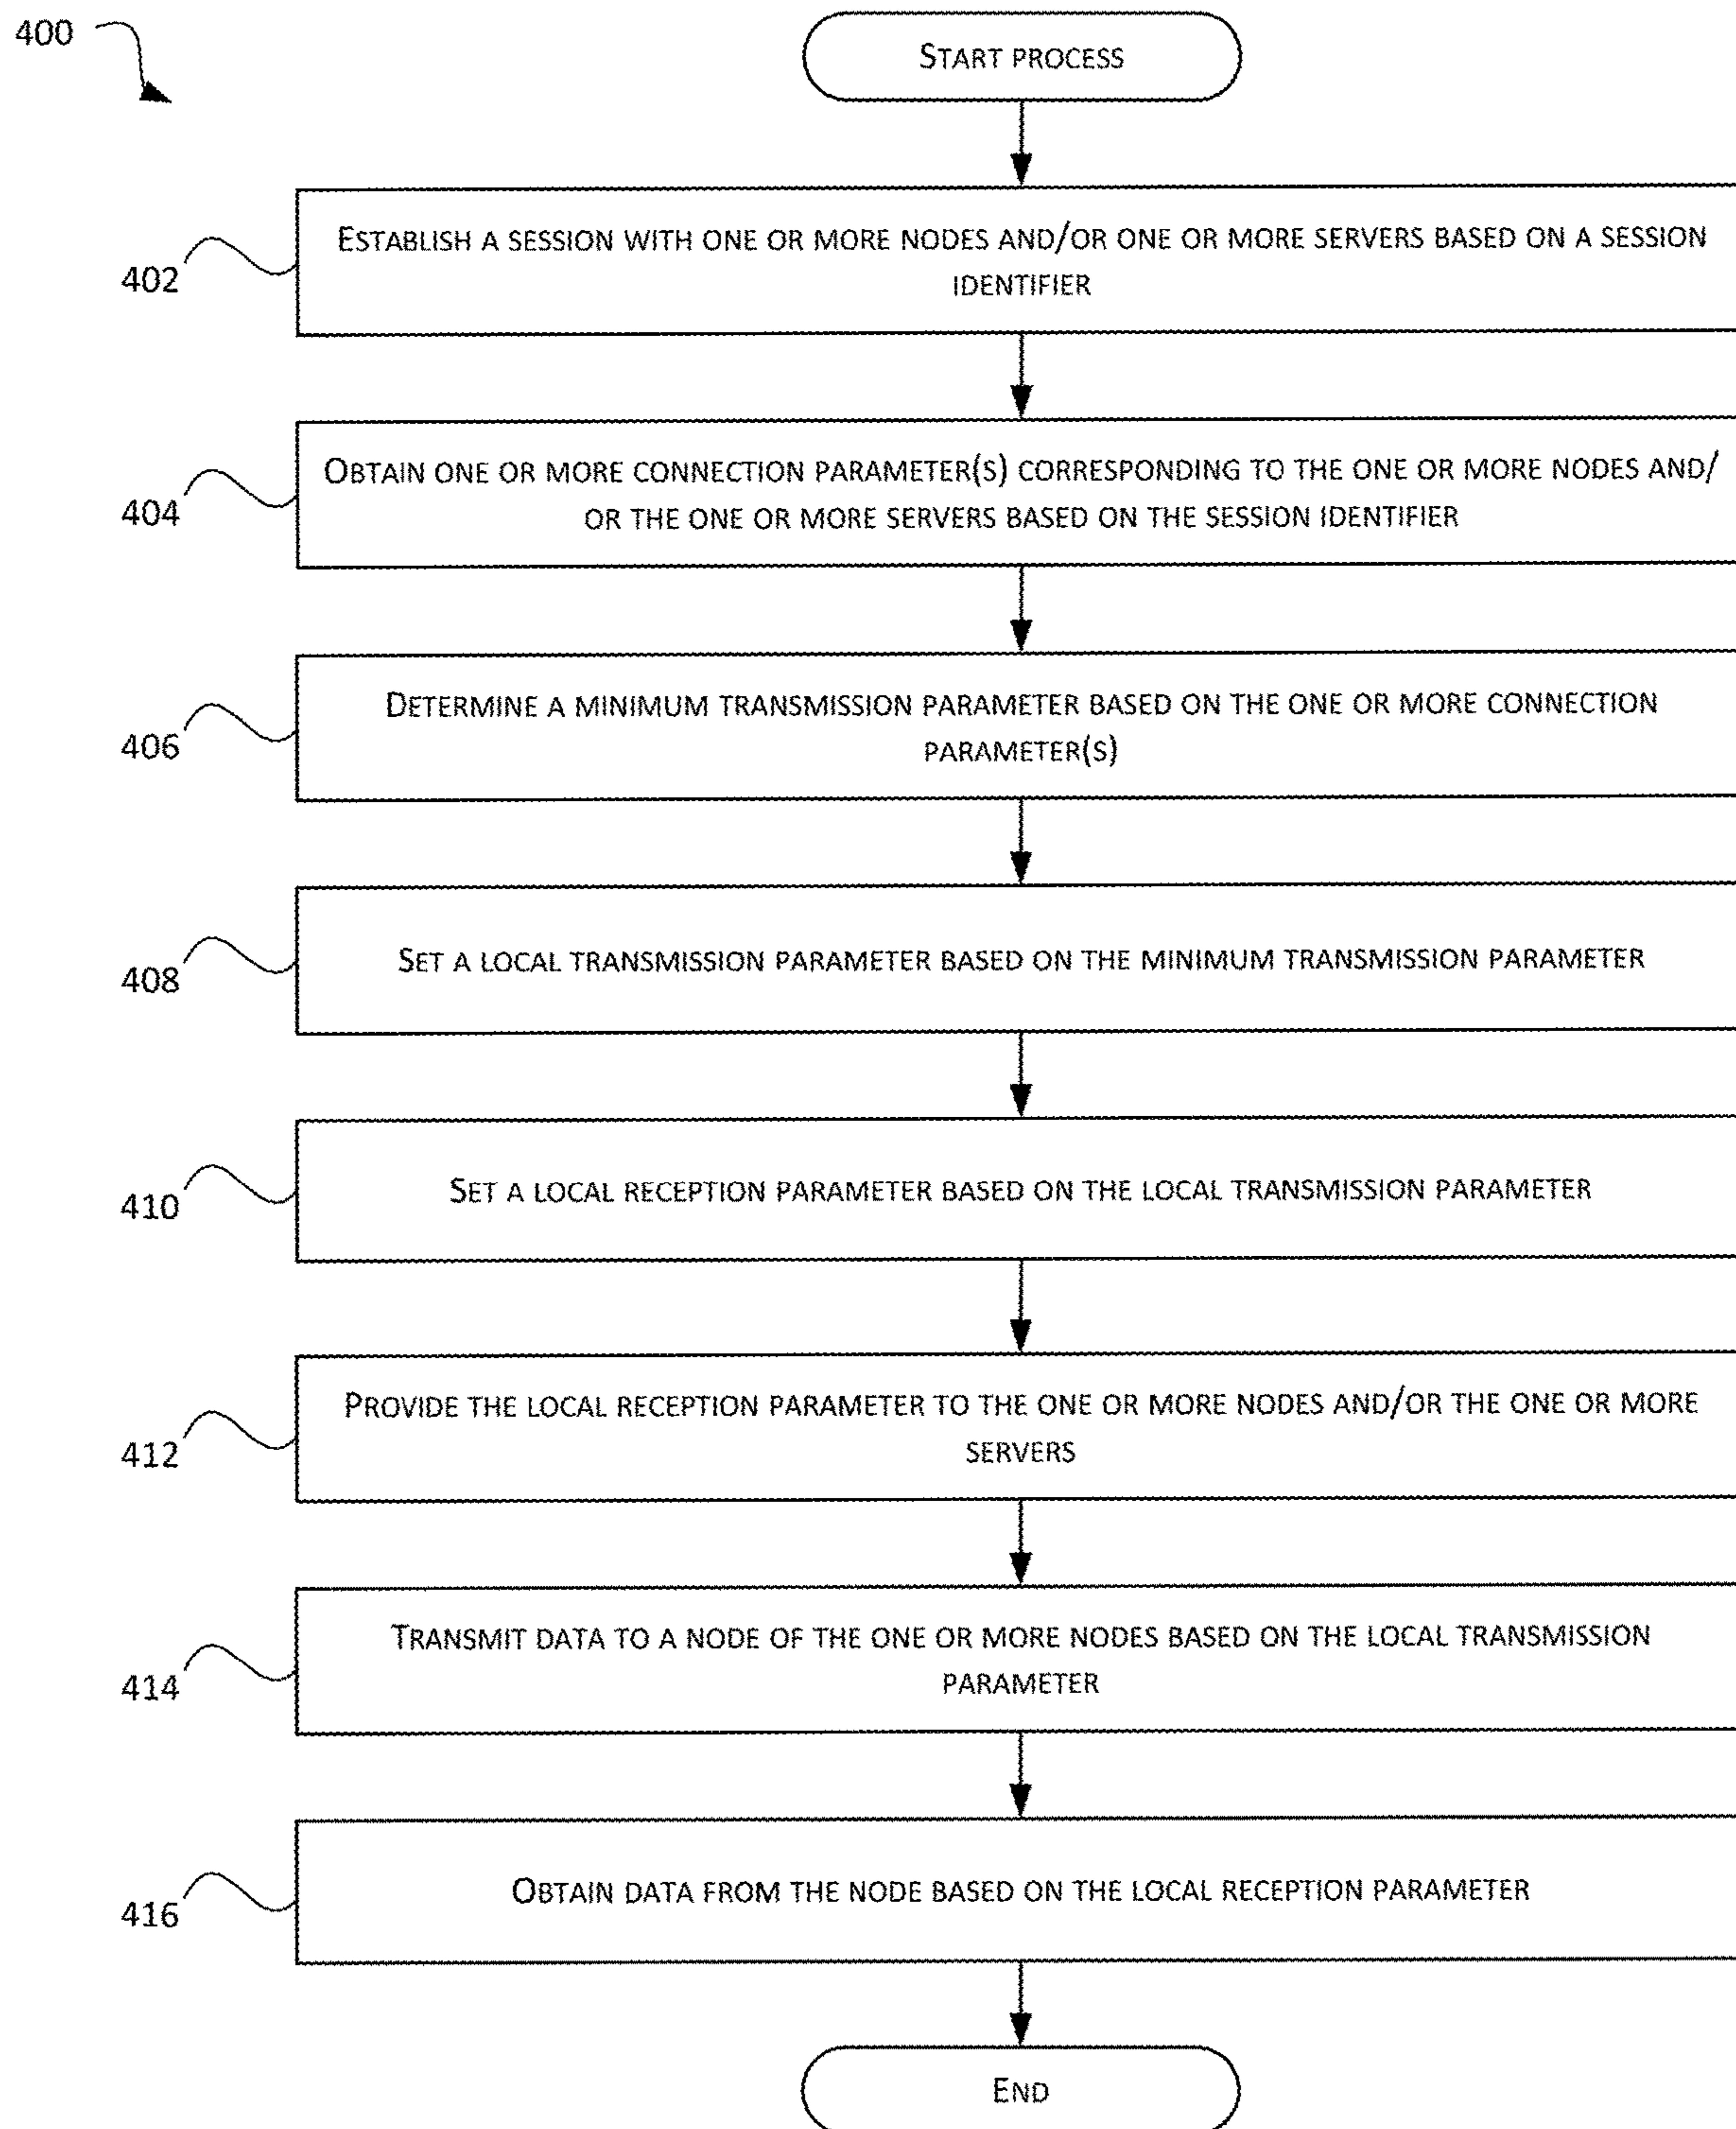 400
START PROCESS
402
ESTABLISH A SESSION WITH ONE OR MORE NODES AND/OR ONE OR MORE SERVERS BASED ON A SESSION
IDENTIFIER
404
OBTAIN ONE OR MORE CONNECTION PARAMETER(S) CORRESPONDING TO THE ONE OR MORE NODES AND/
OR THE ONE OR MORE SERVERS BASED ON THE SESSION IDENTIFIER
406
DETERMINE A MINIMUM TRANSMISSION PARAMETER BASED ON THE ONE OR MORE CONNECTION
PARAMETER(S)
408
SET A LOCAL TRANSMISSION PARAMETER BASED ON THE MINIMUM TRANSMISSION PARAMETER
410
SET A LOCAL RECEPTION PARAMETER BASED ON THE LOCAL TRANSMISSION PARAMETER
412
PROVIDE THE LOCAL RECEPTION PARAMETER TO THE ONE OR MORE NODES AND/OR THE ONE OR MORE
SERVERS
414
TRANSMIT DATA TO A NODE OF THE ONE OR MORE NODES BASED ON THE LOCAL TRANSMISSION
PARAMETER
416
OBTAIN DATA FROM THE NODE BASED ON THE LOCAL RECEPTION PARAMETER
END